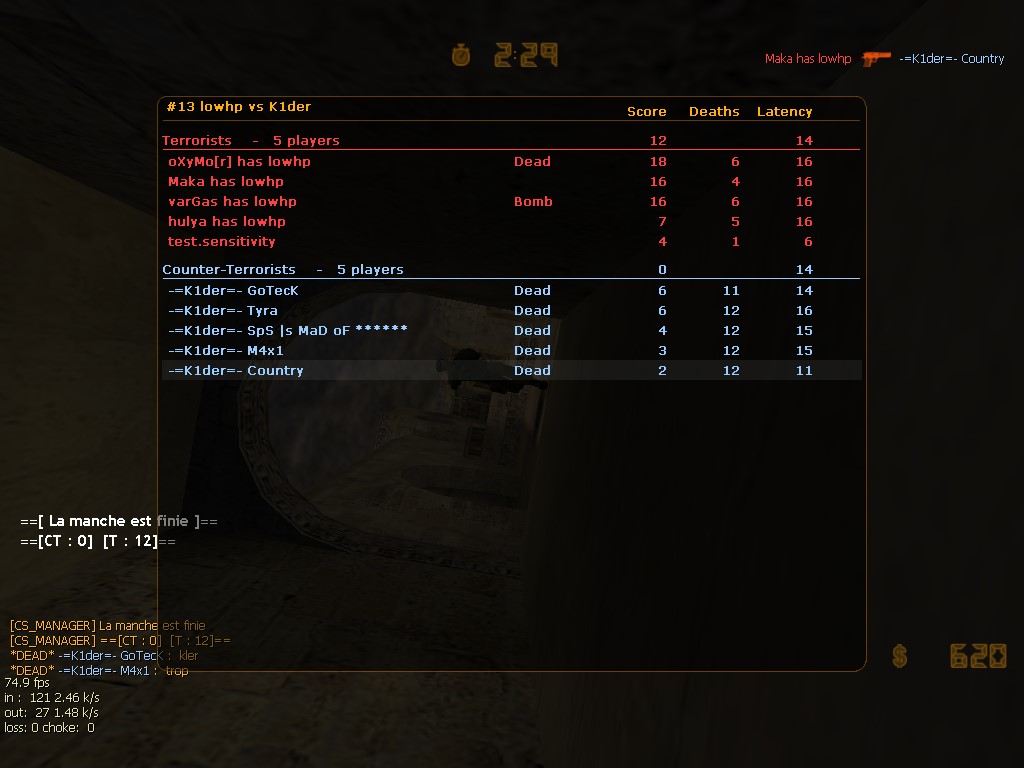 2:29
Maka has lowhp -=K1der=- Country
#13 lowhp vs K1der
Score Deaths Latency
Terrorists - 5 players 12 14
oXyMo[r] has lowhp Dead 18 6 16
Maka has lowhp 16 4 16
varGas has lowhp Bomb 16 6 16
hulya has lowhp 7 5 16
test.sensitivity 4 1 6
Counter-Terrorists - 5 players 0 14
-=K1der=- GoTecK Dead 6 11 14
-=K1der=- Tyra Dead 6 12 16
-=K1der=- SpS |s MaD oF ****** Dead 4 12 15
-=K1der=- M4x1 Dead 3 12 15
-=K1der=- Country Dead 2 12 11
==[ La manche est finie ]==
==[CT : 0] [T : 12]==
[CS_MANAGER] La manche est finie
[CS_MANAGER] ==[CT : 0] [T : 12]==
*DEAD* -=K1der=- GoTecK : kler
*DEAD* -=K1der=- M4x1 : trop
$ 620
74.9 fps
in : 121 2.46 k/s
out: 27 1.48 k/s
loss: 0 choke: 0